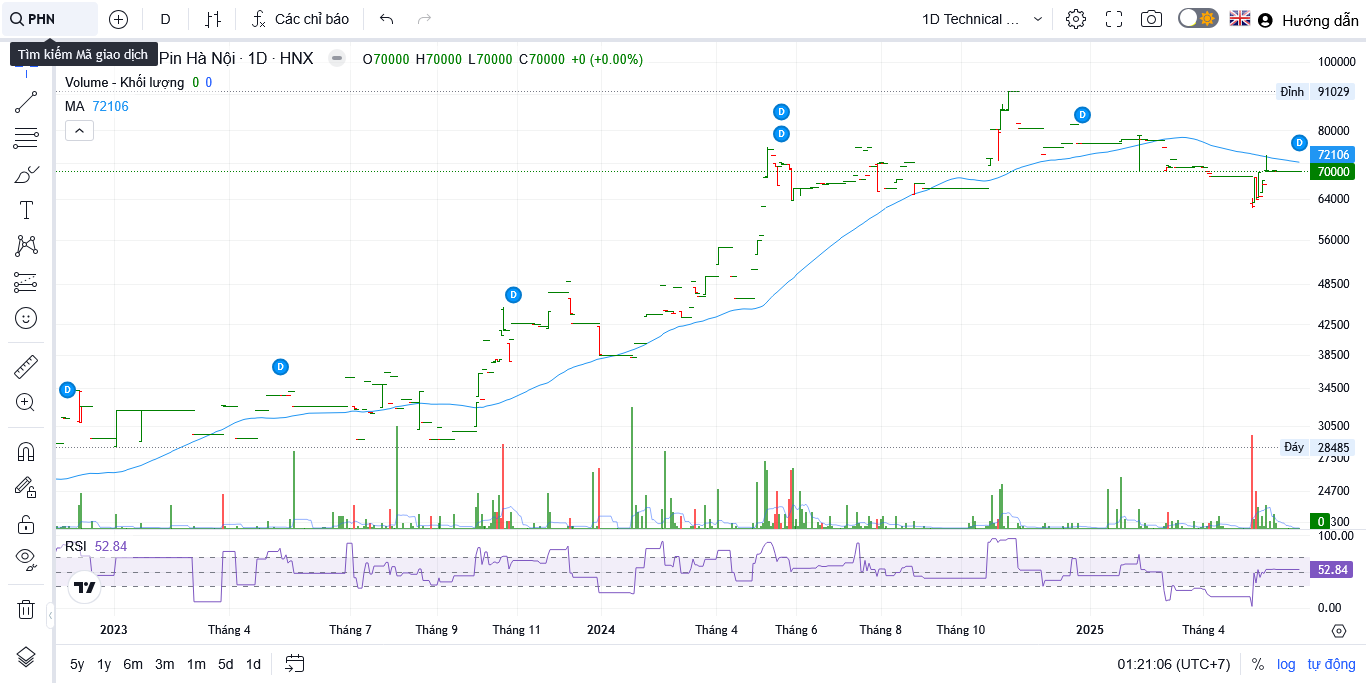 PHN
D
Các chỉ báo
1D Technical ...
Hướng dẫn
Tìm kiếm Mã giao dịch
Pin Hà Nội · 1D · HNX
O70000 H70000 L70000 C70000 +0 (+0.00%)
Volume - Khối lượng 0 0
MA 72106
100000
Đỉnh 91029
80000
72106
70000
64000
56000
48500
42500
38500
34500
30500
Đáy 28485
27500
24700
0
300
D
D
D
D
D
D
D
RSI 52.84
100.00
52.84
0.00
2023
Tháng 4
Tháng 7
Tháng 9
Tháng 11
2024
Tháng 4
Tháng 6
Tháng 8
Tháng 10
2025
Tháng 4
5y 1y 6m 3m 1m 5d 1d
01:21:06 (UTC+7)
% log tự động